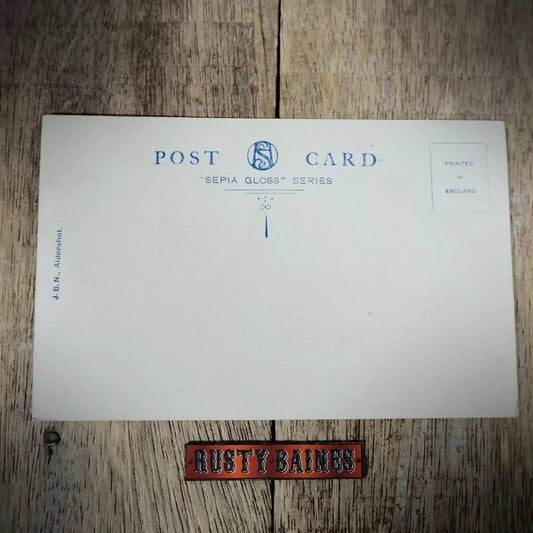 POST CARD
"SEPIA GLOSS" SERIES
PRINTED
IN
ENGLAND
J.B.N., Aldershot.
RUSTY·BAINES